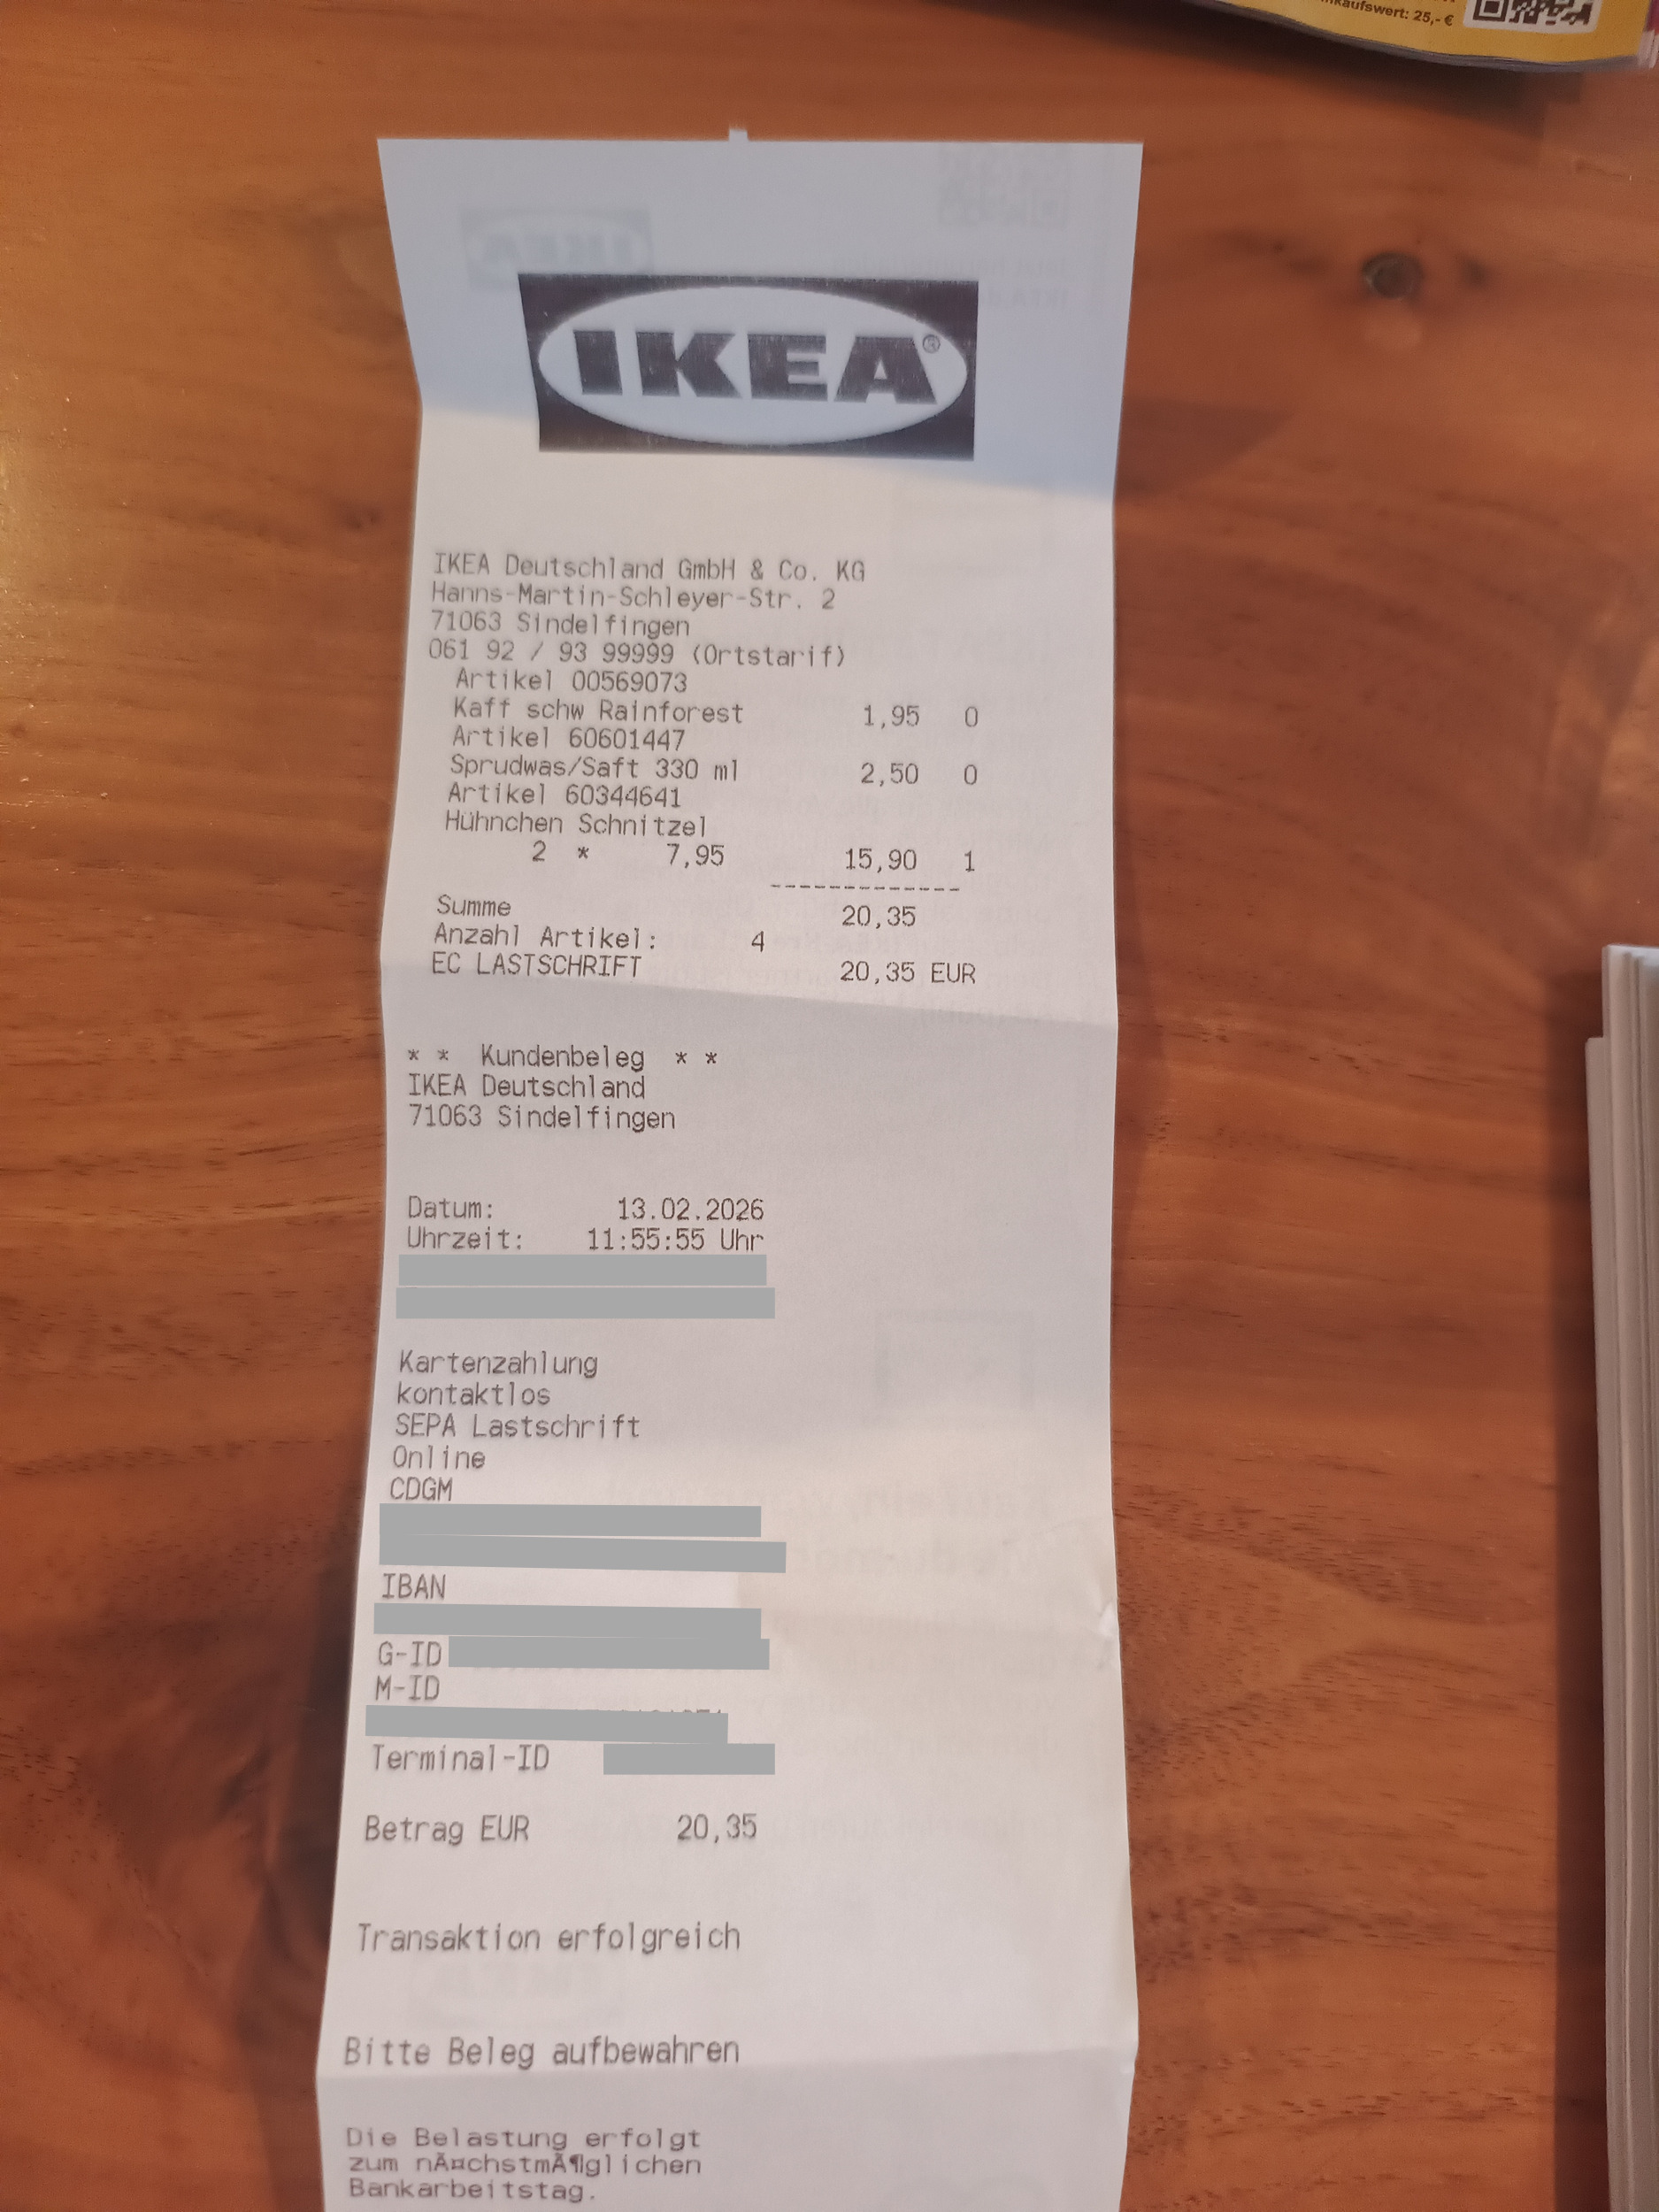 nkaufswert: 25,- €
IKEA®
IKEA Deutschland GmbH & Co. KG
Hanns-Martin-Schleyer-Str. 2
71063 Sindelfingen
061 92 / 93 99999 (Ortstarif)
Artikel 00569073
Kaff schw Rainforest 1,95 0
Artikel 60601447
Sprudwas/Saft 330 ml 2,50 0
Artikel 60344641
Hühnchen Schnitzel
2 * 7,95 15,90 1
-------------
Summe 20,35
Anzahl Artikel: 4
EC LASTSCHRIFT 20,35 EUR
* * Kundenbeleg * *
IKEA Deutschland
71063 Sindelfingen
Datum: 13.02.2026
Uhrzeit: 11:55:55 Uhr
Kartenzahlung
kontaktlos
SEPA Lastschrift
Online
CDGM
IBAN
G-ID
M-ID
Terminal-ID
Betrag EUR 20,35
Transaktion erfolgreich
Bitte Beleg aufbewahren
Die Belastung erfolgt
zum nÃ¤chstmÃ¶glichen
Bankarbeitstag.